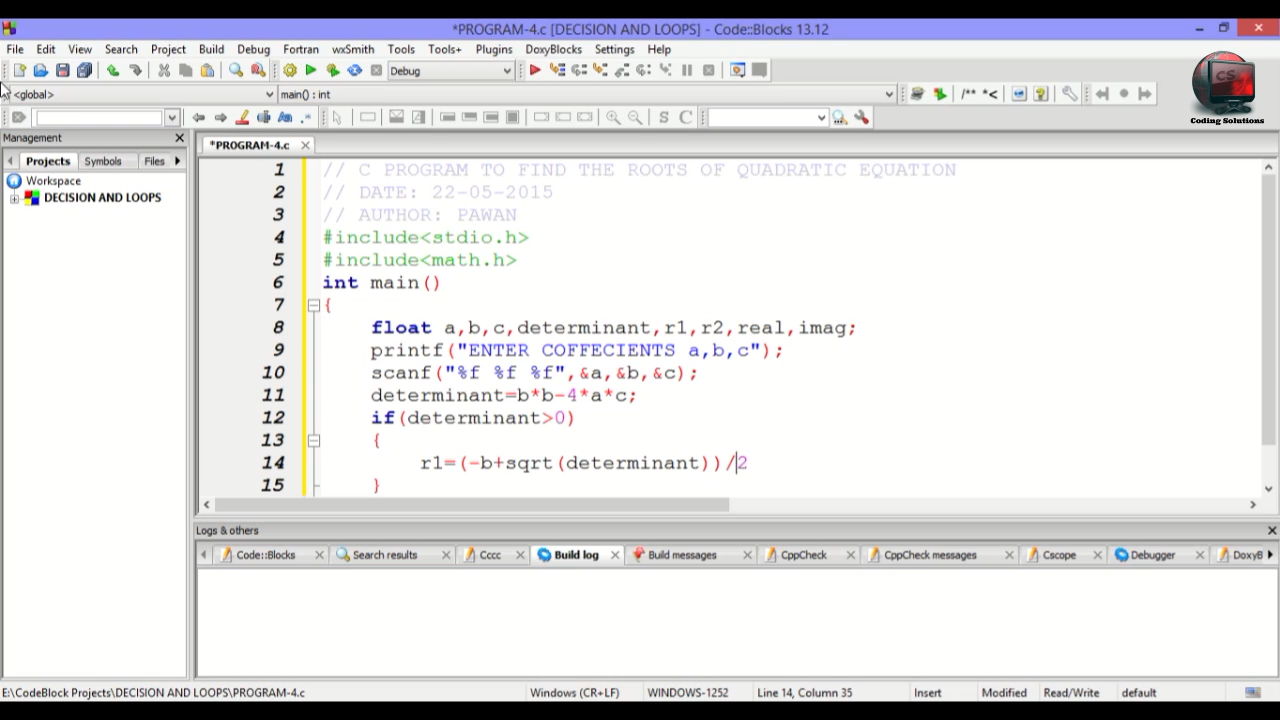 *PROGRAM-4.c [DECISION AND LOOPS] - Code::Blocks 13.12
File Edit View Search Project Build Debug Fortran wxSmith Tools Tools+ Plugins DoxyBlocks Settings Help
Debug
<global> main() : int
/** *<
S C
CS
Coding Solutions
Management
Projects Symbols Files
Workspace
DECISION AND LOOPS
*PROGRAM-4.c
1 // C PROGRAM TO FIND THE ROOTS OF QUADRATIC EQUATION
2 // DATE: 22-05-2015
3 // AUTHOR: PAWAN
4 #include<stdio.h>
5 #include<math.h>
6 int main()
7 {
8 float a,b,c,determinant,r1,r2,real,imag;
9 printf("ENTER COFFECIENTS a,b,c");
10 scanf("%f %f %f",&a,&b,&c);
11 determinant=b*b-4*a*c;
12 if(determinant>0)
13 {
14 r1=(-b+sqrt(determinant))/2
15 }
Logs & others
Code::Blocks Search results Cccc Build log Build messages CppCheck CppCheck messages Cscope Debugger DoxyB
E:\CodeBlock Projects\DECISION AND LOOPS\PROGRAM-4.c Windows (CR+LF) WINDOWS-1252 Line 14, Column 35 Insert Modified Read/Write default